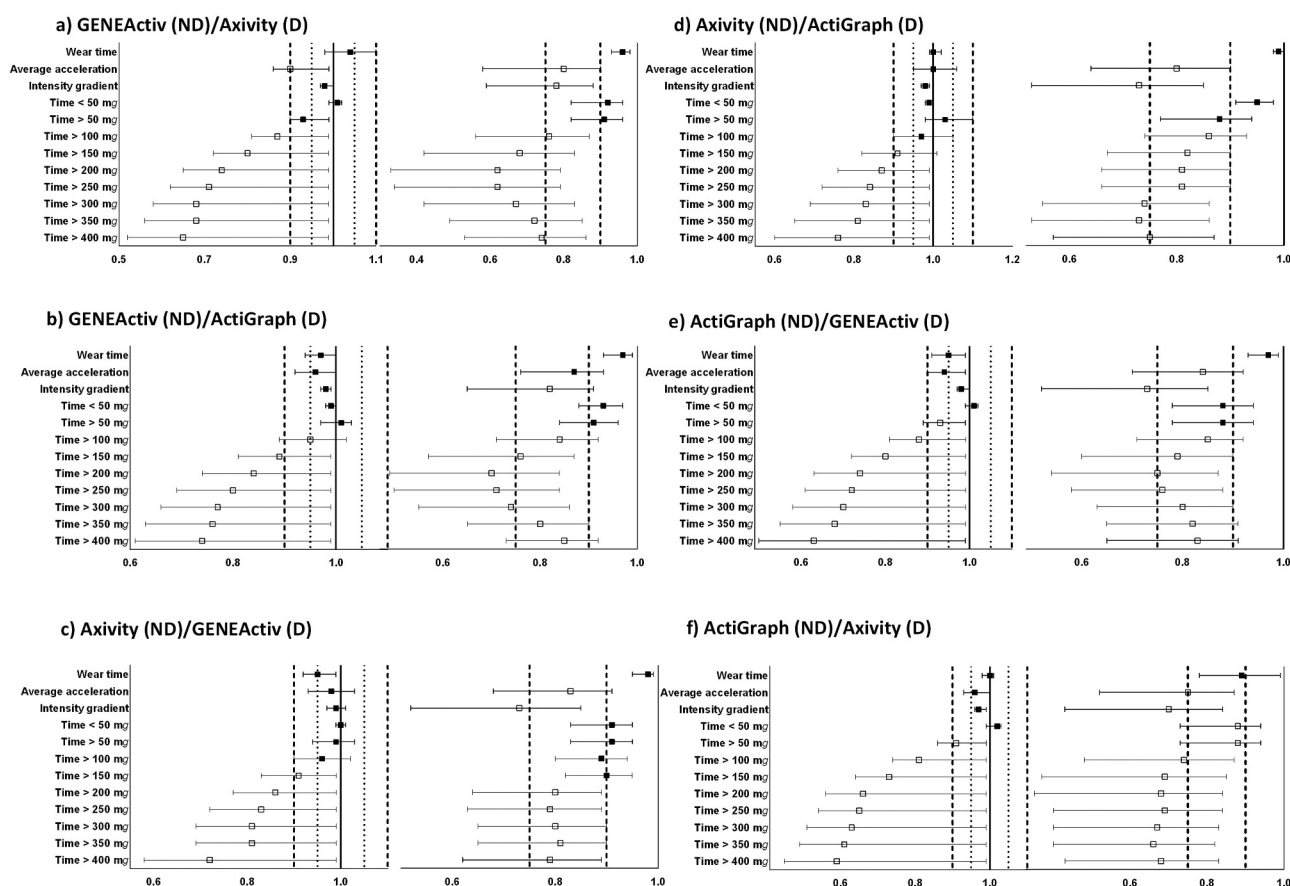 a) GENEActiv (ND)/Axivity (D)
Wear time
Average acceleration
Intensity gradient
Time < 50 mg
Time > 50 mg
Time > 100 mg
Time > 150 mg
Time > 200 mg
Time > 250 mg
Time > 300 mg
Time > 350 mg
Time > 400 mg
0.5 0.7 0.9 1.1 0.4 0.6 0.8 1.0
d) Axivity (ND)/ActiGraph (D)
Wear time
Average acceleration
Intensity gradient
Time < 50 mg
Time > 50 mg
Time > 100 mg
Time > 150 mg
Time > 200 mg
Time > 250 mg
Time > 300 mg
Time > 350 mg
Time > 400 mg
0.6 0.8 1.0 1.2 0.6 0.8 1.0
b) GENEActiv (ND)/ActiGraph (D)
Wear time
Average acceleration
Intensity gradient
Time < 50 mg
Time > 50 mg
Time > 100 mg
Time > 150 mg
Time > 200 mg
Time > 250 mg
Time > 300 mg
Time > 350 mg
Time > 400 mg
0.6 0.8 1.0 0.6 0.8 1.0
e) ActiGraph (ND)/GENEActiv (D)
Wear time
Average acceleration
Intensity gradient
Time < 50 mg
Time > 50 mg
Time > 100 mg
Time > 150 mg
Time > 200 mg
Time > 250 mg
Time > 300 mg
Time > 350 mg
Time > 400 mg
0.6 0.8 1.0 0.6 0.8 1.0
c) Axivity (ND)/GENEActiv (D)
Wear time
Average acceleration
Intensity gradient
Time < 50 mg
Time > 50 mg
Time > 100 mg
Time > 150 mg
Time > 200 mg
Time > 250 mg
Time > 300 mg
Time > 350 mg
Time > 400 mg
0.6 0.8 1.0 0.6 0.8 1.0
f) ActiGraph (ND)/Axivity (D)
Wear time
Average acceleration
Intensity gradient
Time < 50 mg
Time > 50 mg
Time > 100 mg
Time > 150 mg
Time > 200 mg
Time > 250 mg
Time > 300 mg
Time > 350 mg
Time > 400 mg
0.6 0.8 1.0 0.4 0.6 0.8 1.0